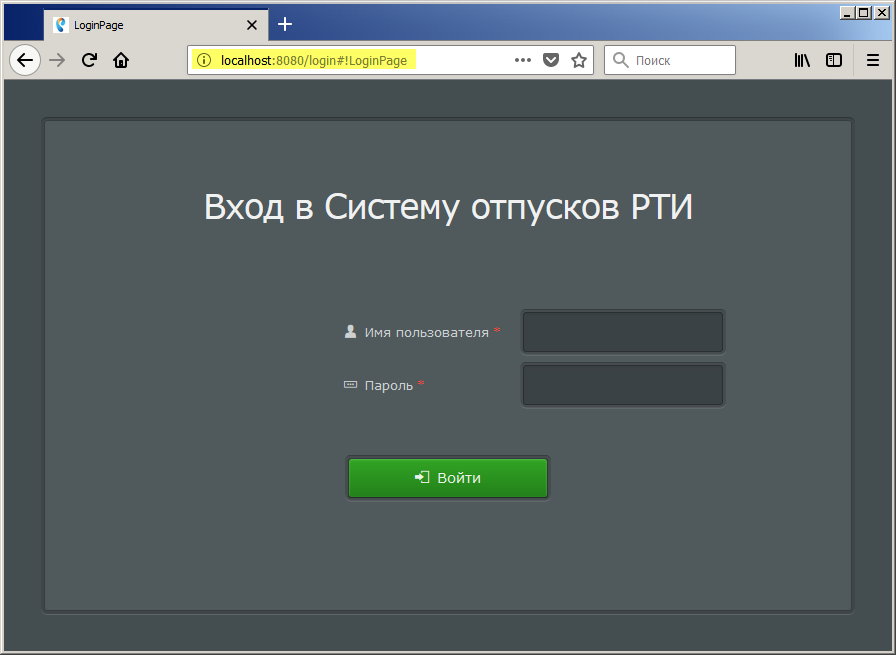 LoginPage
localhost:8080/login#!LoginPage
Поиск
Вход в Систему отпусков РТИ
Имя пользователя *
Пароль *
Войти